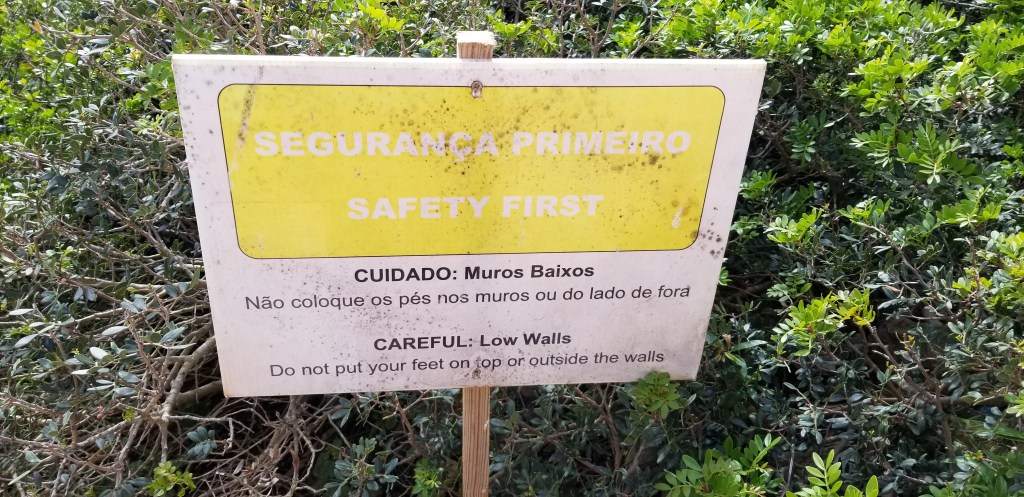 SEGURANÇA PRIMEIRO
SAFETY FIRST
CUIDADO: Muros Baixos
Não coloque os pés nos muros ou do lado de fora
CAREFUL: Low Walls
Do not put your feet on top or outside the walls